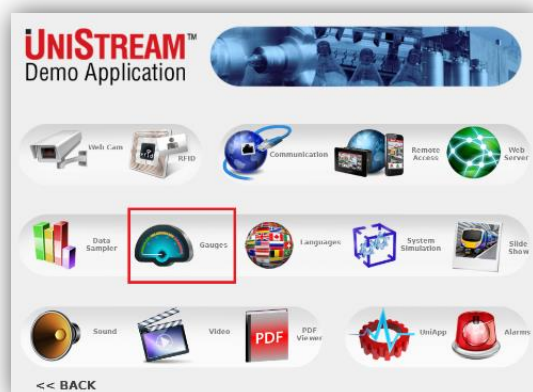 UNISTREAM™
Demo Application
Web Cam
RFID
Communication
Remote
Access
Web
Server
Data
Sampler
Gauges
Languages
System
Simulation
Slide
Show
Sound
Video
PDF
PDF
Viewer
UniApp
Alarms
<< BACK